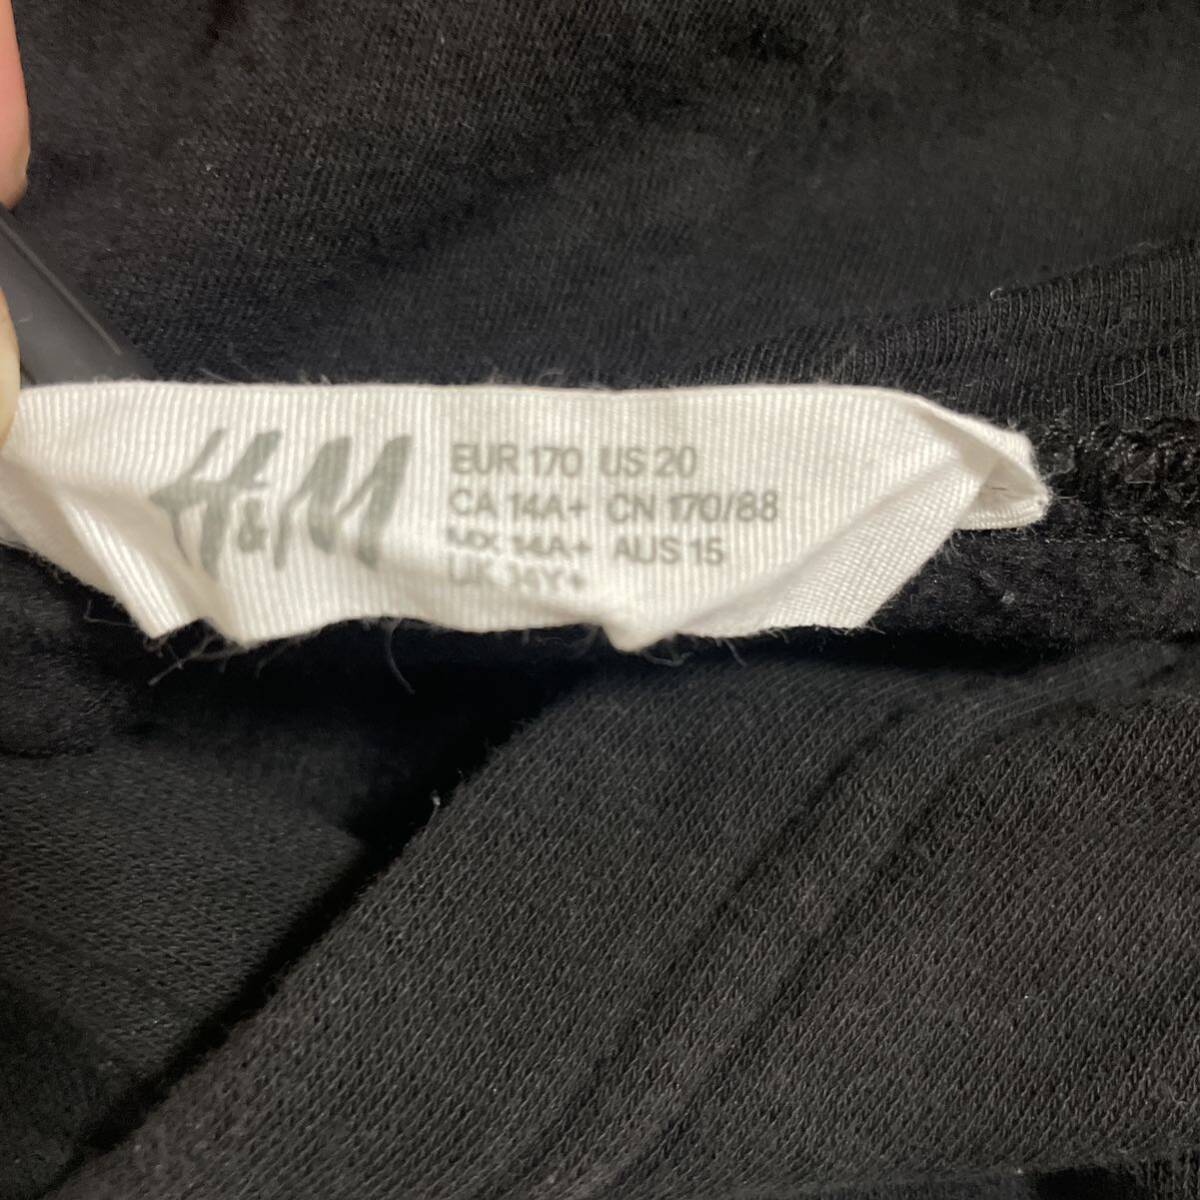 H&M
EUR 170 US 20
CA 14A+ CN 170/88
MX 14A+ AUS 15
UK 14Y+